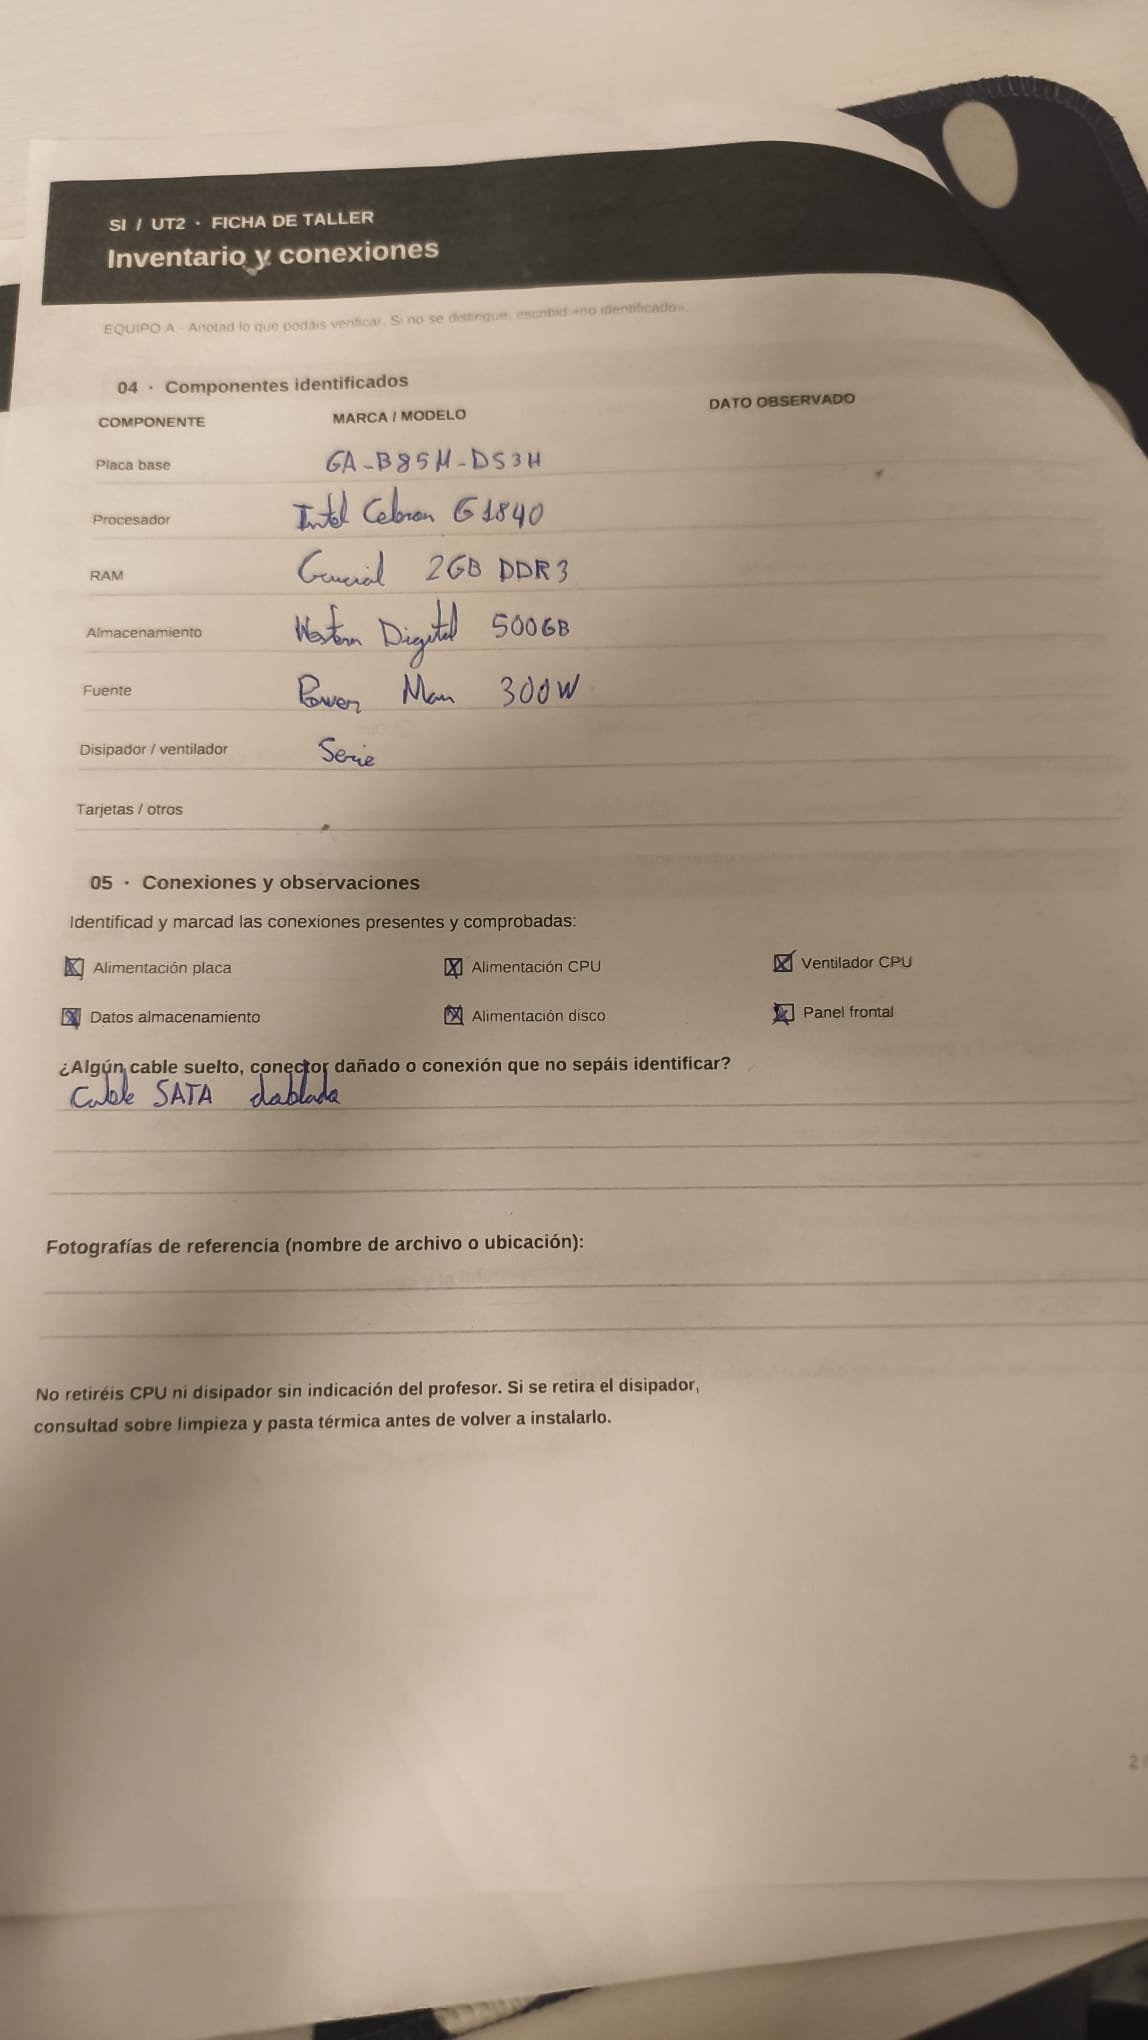 SI / UT2 · FICHA DE TALLER
Inventario y conexiones
EQUIPO A - Anotad lo que podáis verificar. Si no se distingue, escribid «no identificado».
04 · Componentes identificados
COMPONENTE MARCA / MODELO DATO OBSERVADO
Placa base GA-B85M-DS3H
Procesador Intel Celeron G1840
RAM Crucial 2GB DDR3
Almacenamiento Western Digital 500GB
Fuente Power Man 300W
Disipador / ventilador Serie
Tarjetas / otros
05 · Conexiones y observaciones
Identificad y marcad las conexiones presentes y comprobadas:
Alimentación placa Alimentación CPU Ventilador CPU
Datos almacenamiento Alimentación disco Panel frontal
¿Algún cable suelto, conector dañado o conexión que no sepáis identificar?
Cable SATA doblado
Fotografías de referencia (nombre de archivo o ubicación):
No retiréis CPU ni disipador sin indicación del profesor. Si se retira el disipador,
consultad sobre limpieza y pasta térmica antes de volver a instalarlo.